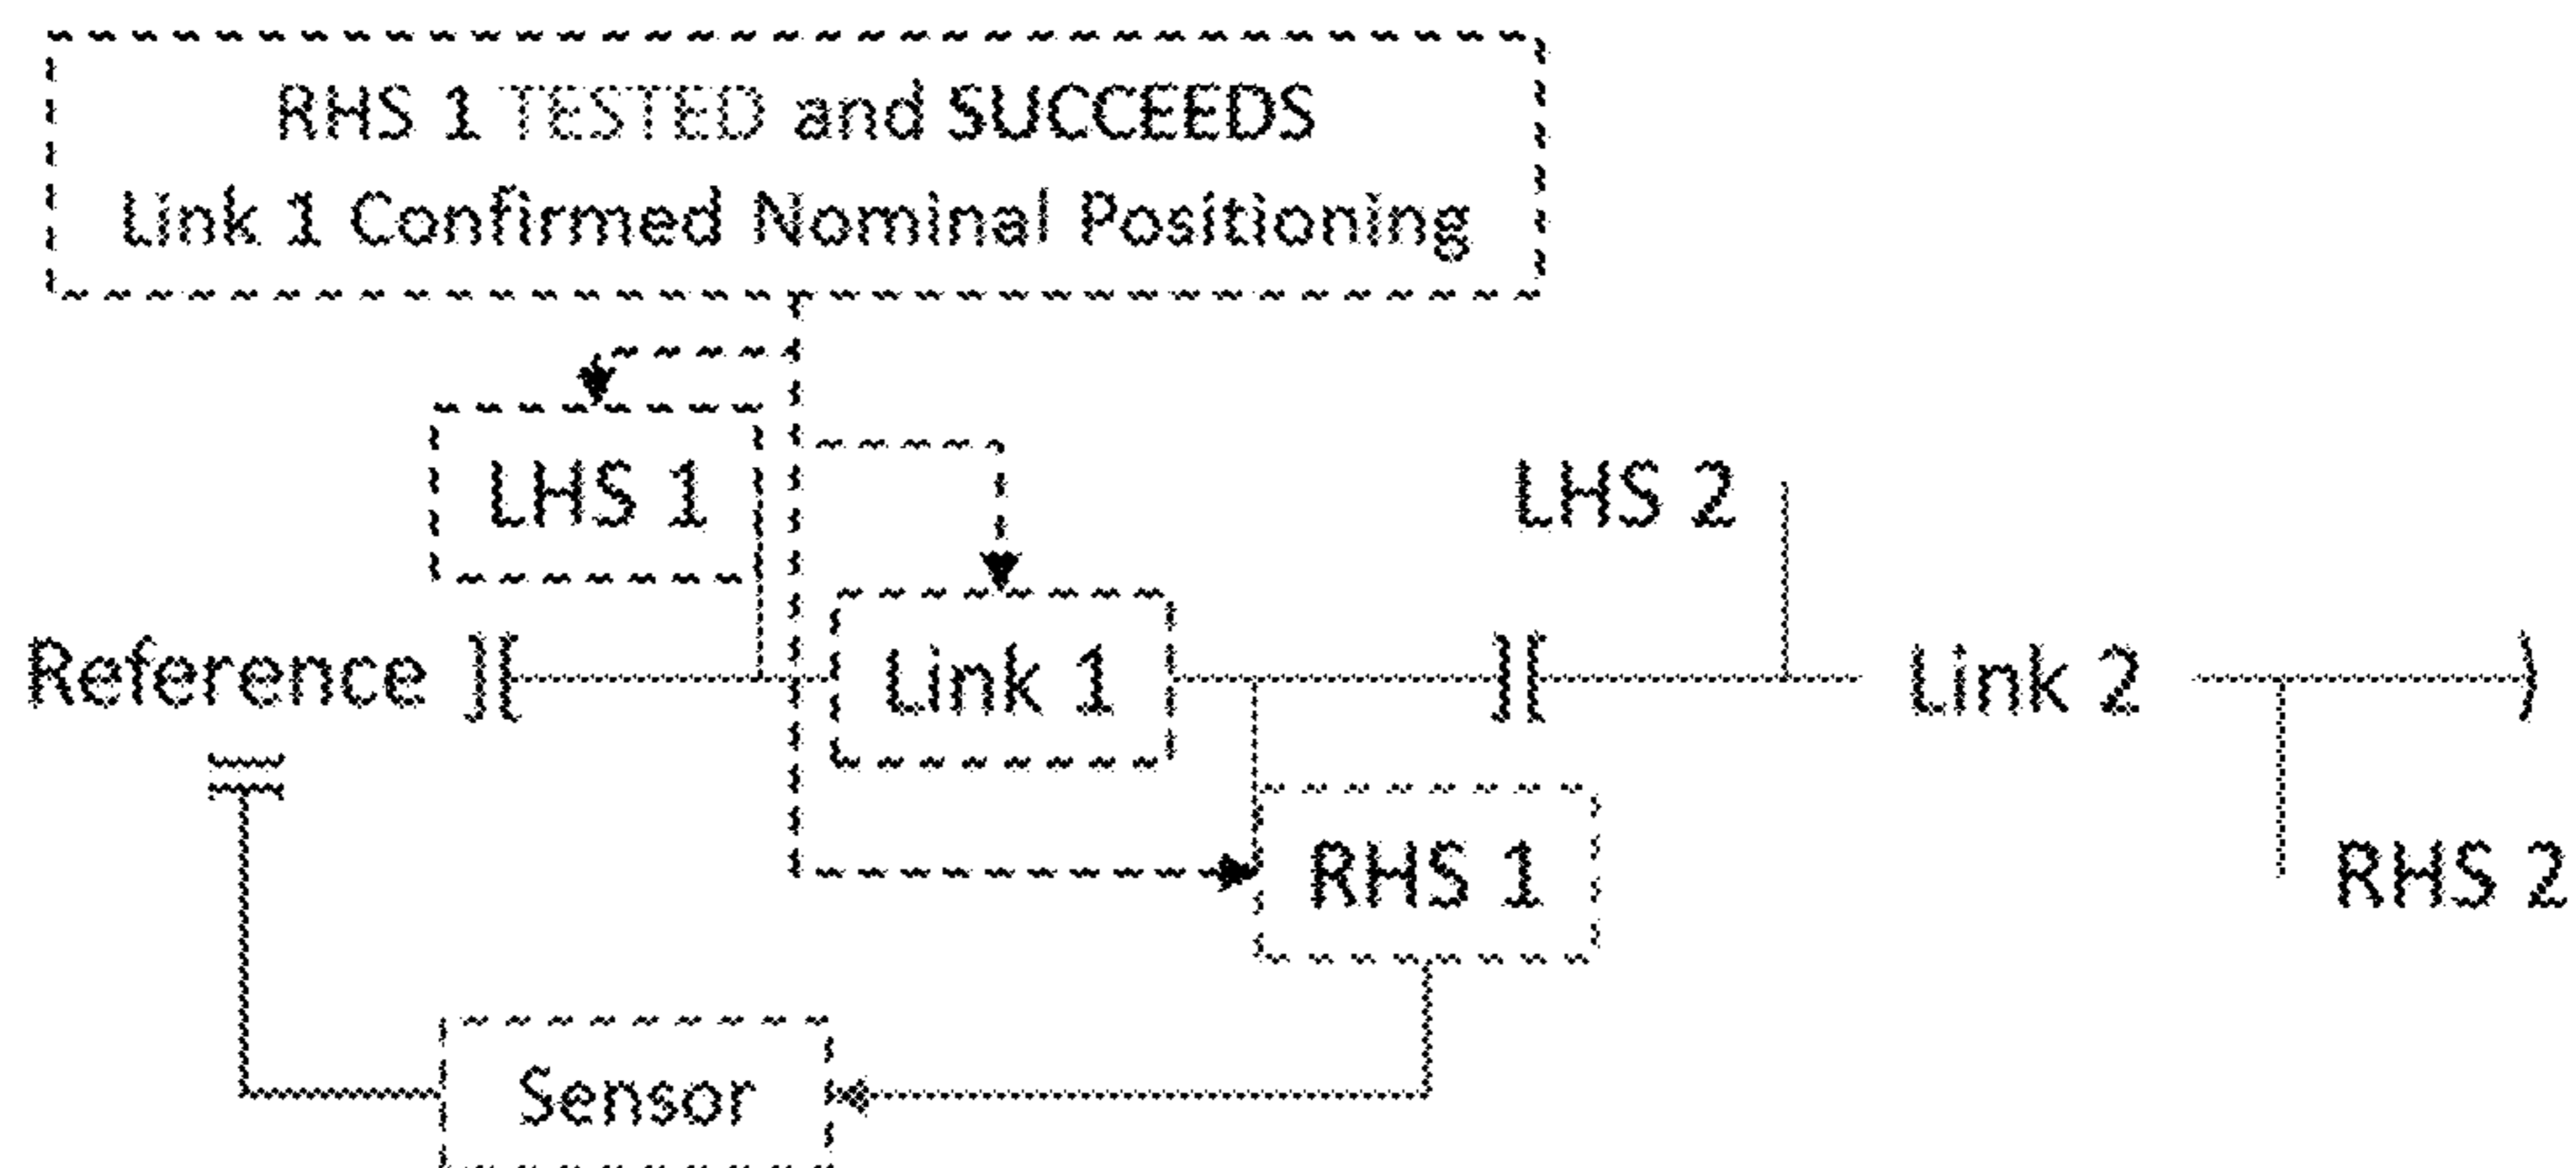 RHS 1 TESTED and SUCCEEDS
Link 1 Confirmed Nominal Positioning
LHS 1
LHS 2
Reference ][
Link 1
][
Link 2
)
RHS 1
RHS 2
Sensor